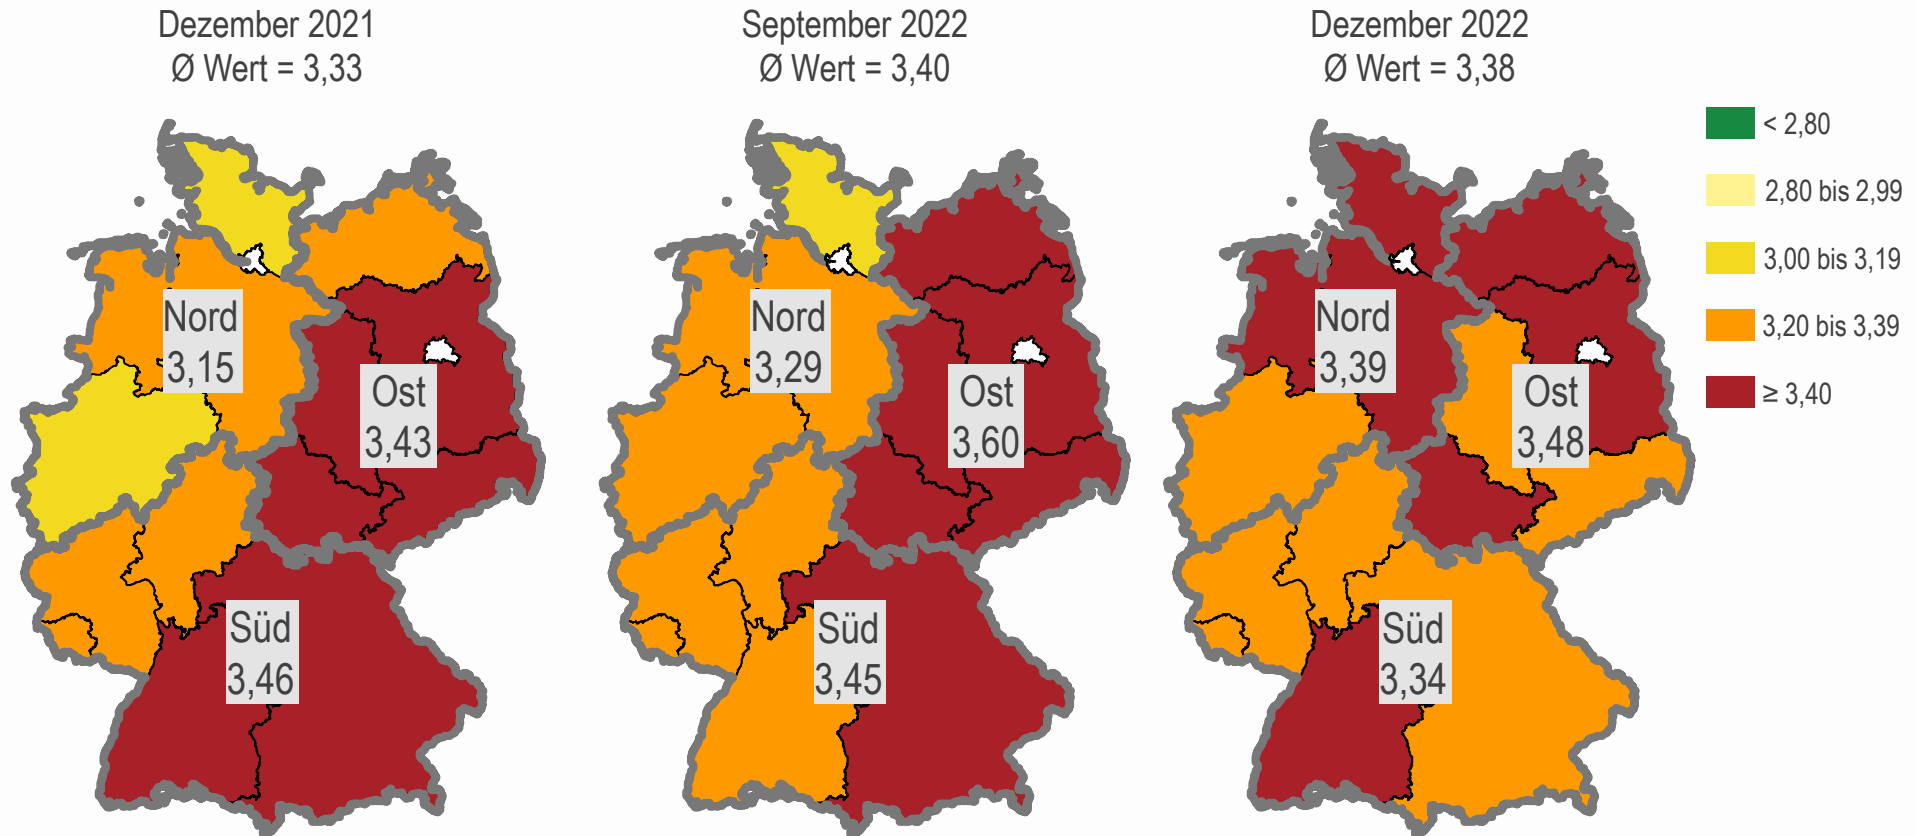 Dezember 2021
Ø Wert = 3,33
September 2022
Ø Wert = 3,40
Dezember 2022
Ø Wert = 3,38
Nord
3,15
Ost
3,43
Süd
3,46
Nord
3,29
Ost
3,60
Süd
3,45
Nord
3,39
Ost
3,48
Süd
3,34
< 2,80
2,80 bis 2,99
3,00 bis 3,19
3,20 bis 3,39
≥ 3,40